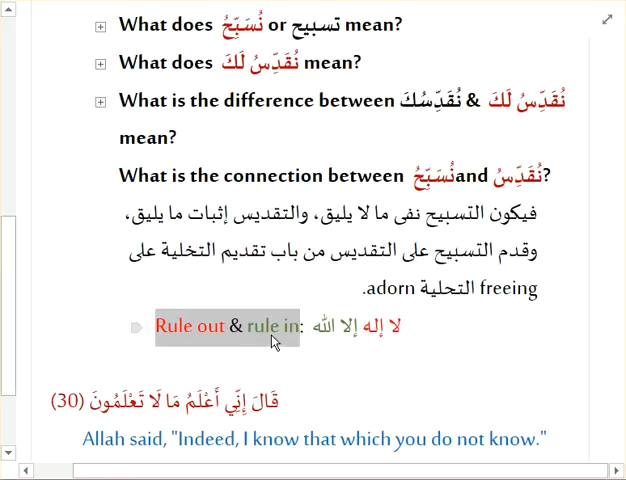 What does نُسَبِّحُ or تسبيح mean?
What does نُقَدِّسُ لَكَ mean?
What is the difference between نُقَدِّسُ لَكَ & نُقَدِّسُكَ
mean?
What is the connection between نُسَبِّحُ and نُقَدِّسُ?
فيكون التسبيح نفى ما لا يليق، والتقديس إثبات ما يليق،
وقدم التسبيح على التقديس من باب تقديم التخلية على
freeing التحلية adorn.
Rule out & rule in: لا إله إلا الله
قَالَ إِنِّي أَعْلَمُ مَا لَا تَعْلَمُونَ (30)
Allah said, "Indeed, I know that which you do not know."